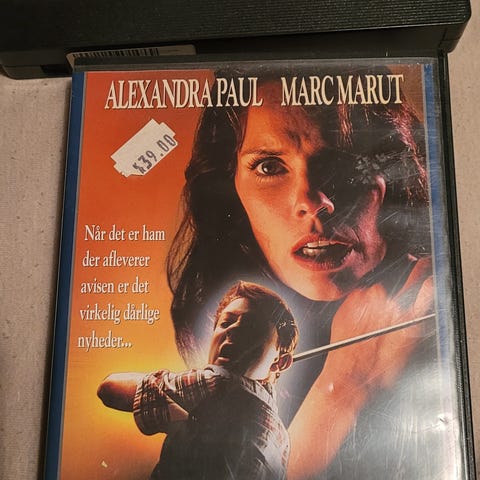 ALEXANDRA PAUL MARC MARUT
39.00
Når det er ham
der afleverer
avisen er det
virkelig dårlige
nyheder...